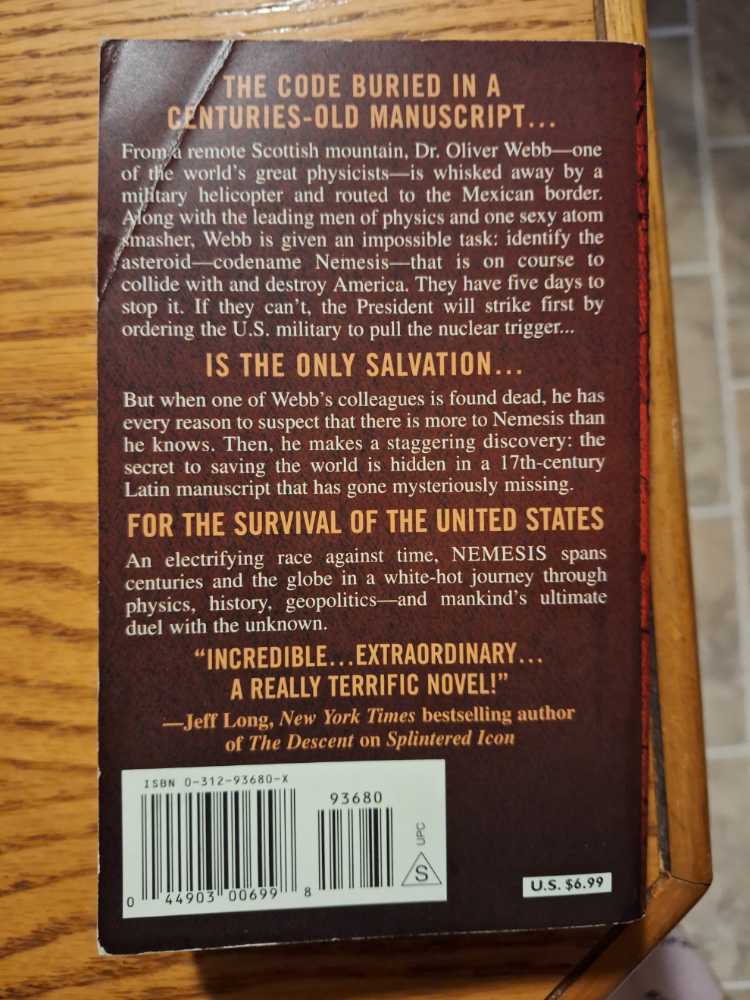 THE CODE BURIED IN A
CENTURIES-OLD MANUSCRIPT...
From a remote Scottish mountain, Dr. Oliver Webb—one
of the world's great physicists—is whisked away by a
military helicopter and routed to the Mexican border.
Along with the leading men of physics and one sexy atom
smasher, Webb is given an impossible task: identify the
asteroid—codename Nemesis—that is on course to
collide with and destroy America. They have five days to
stop it. If they can't, the President will strike first by
ordering the U.S. military to pull the nuclear trigger...
IS THE ONLY SALVATION...
But when one of Webb's colleagues is found dead, he has
every reason to suspect that there is more to Nemesis than
he knows. Then, he makes a staggering discovery: the
secret to saving the world is hidden in a 17th-century
Latin manuscript that has gone mysteriously missing.
FOR THE SURVIVAL OF THE UNITED STATES
An electrifying race against time, NEMESIS spans
centuries and the globe in a white-hot journey through
physics, history, geopolitics—and mankind's ultimate
duel with the unknown.
"INCREDIBLE...EXTRAORDINARY...
A REALLY TERRIFIC NOVEL!"
—Jeff Long, New York Times bestselling author
of The Descent on Splintered Icon
ISBN 0-312-93680-X
93680
UPC
S
0 44903 00699 8
U.S. $6.99